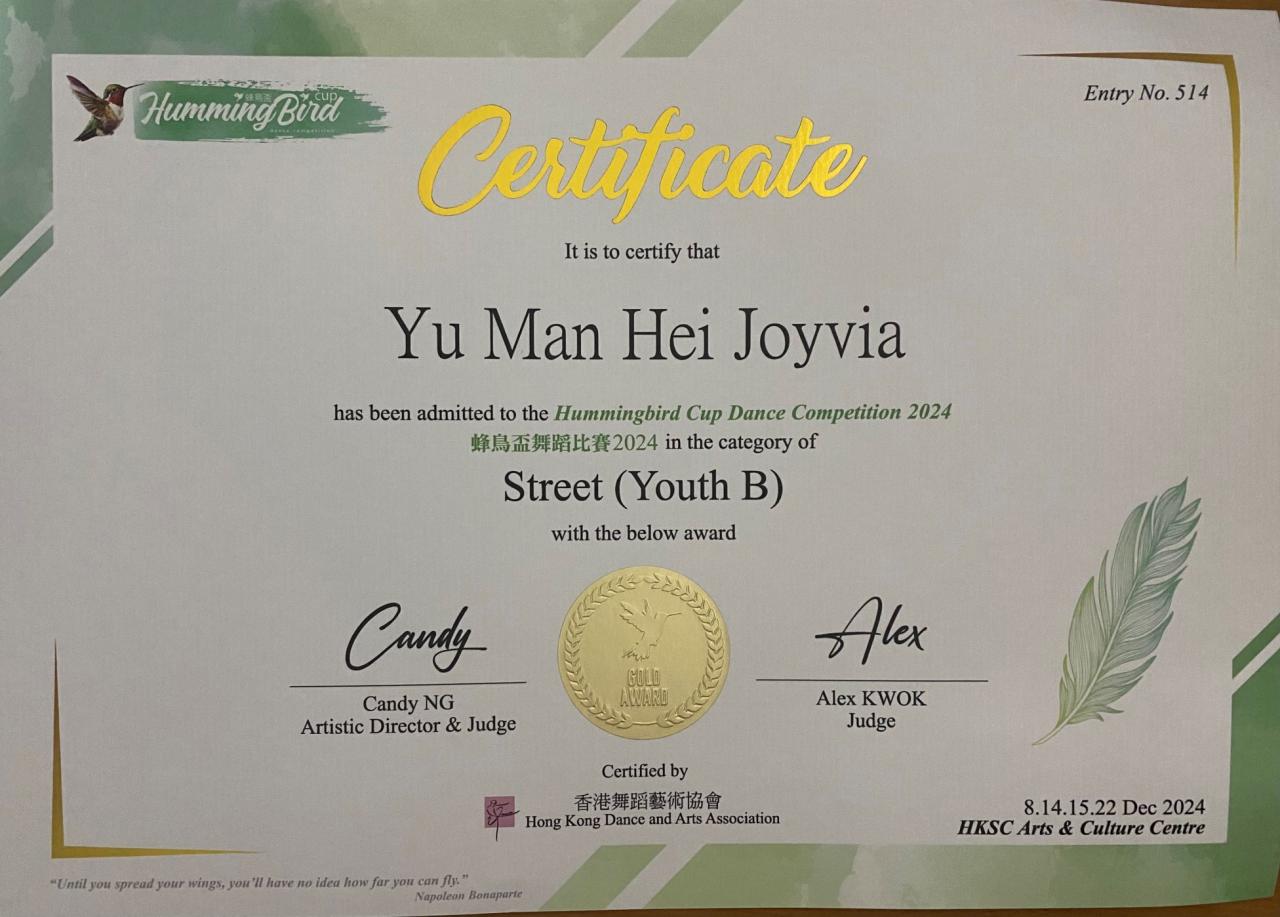 蜂鳥盃 cup
HummingBird
dance competition
Entry No. 514
Certificate
It is to certify that
Yu Man Hei Joyvia
has been admitted to the Hummingbird Cup Dance Competition 2024
蜂鳥盃舞蹈比賽2024 in the category of
Street (Youth B)
with the below award
Candy
Candy NG
Artistic Director & Judge
GOLD
AWARD
Alex
Alex KWOK
Judge
Certified by
香港舞蹈藝術協會
Hong Kong Dance and Arts Association
8.14.15.22 Dec 2024
HKSC Arts & Culture Centre
“Until you spread your wings, you’ll have no idea how far you can fly.”
Napoleon Bonaparte